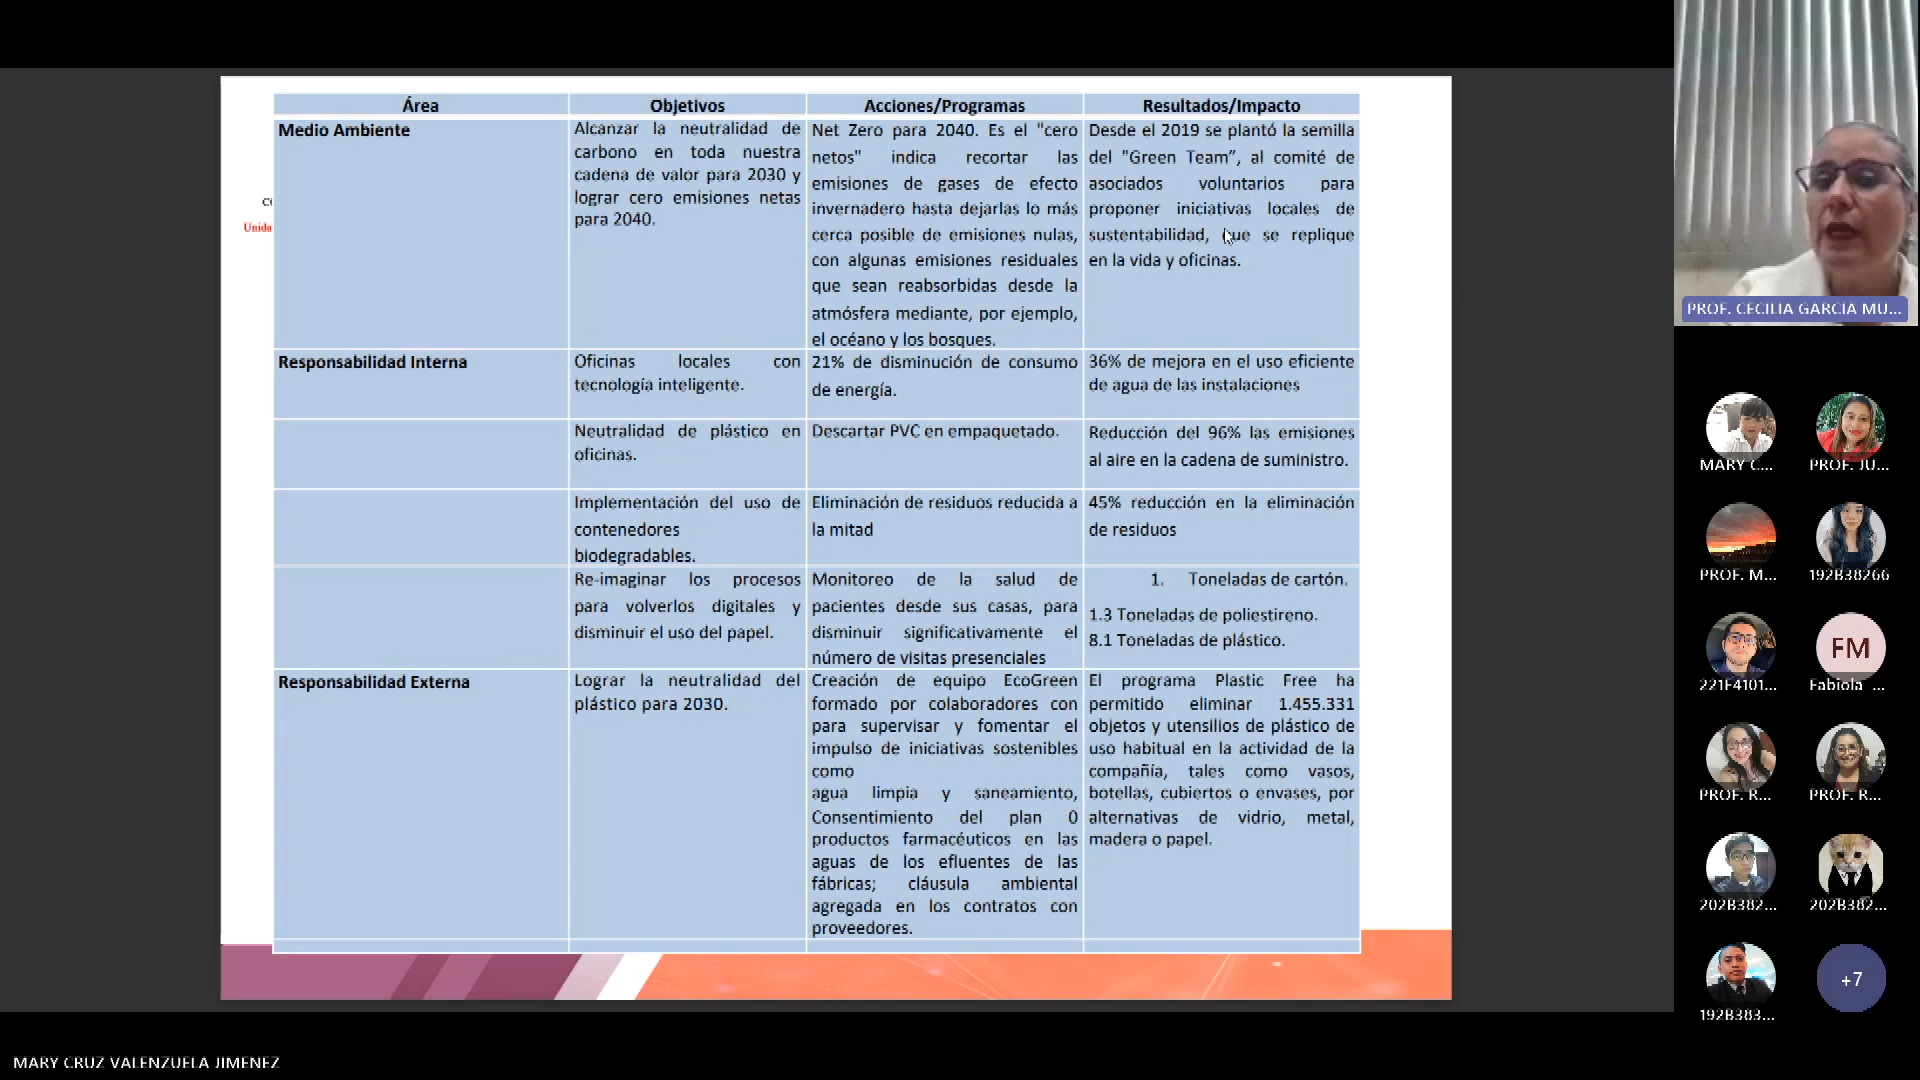 Área Objetivos Acciones/Programas Resultados/Impacto
Medio Ambiente
Alcanzar la neutralidad de
carbono en toda nuestra
cadena de valor para 2030 y
lograr cero emisiones netas
para 2040.
Net Zero para 2040. Es el "cero
netos" indica recortar las
emisiones de gases de efecto
invernadero hasta dejarlas lo más
cerca posible de emisiones nulas,
con algunas emisiones residuales
que sean reabsorbidas desde la
atmósfera mediante, por ejemplo,
el océano y los bosques.
Desde el 2019 se plantó la semilla
del "Green Team”, al comité de
asociados voluntarios para
proponer iniciativas locales de
sustentabilidad, que se replique
en la vida y oficinas.
Responsabilidad Interna
Oficinas locales con
tecnología inteligente.
21% de disminución de consumo
de energía.
36% de mejora en el uso eficiente
de agua de las instalaciones
Neutralidad de plástico en
oficinas.
Descartar PVC en empaquetado.
Reducción del 96% las emisiones
al aire en la cadena de suministro.
Implementación del uso de
contenedores
biodegradables.
Eliminación de residuos reducida a
la mitad
45% reducción en la eliminación
de residuos
Re-imaginar los procesos
para volverlos digitales y
disminuir el uso del papel.
Monitoreo de la salud de
pacientes desde sus casas, para
disminuir significativamente el
número de visitas presenciales
1. Toneladas de cartón.
1.3 Toneladas de poliestireno.
8.1 Toneladas de plástico.
Responsabilidad Externa
Lograr la neutralidad del
plástico para 2030.
Creación de equipo EcoGreen
formado por colaboradores con
para supervisar y fomentar el
impulso de iniciativas sostenibles
como
agua limpia y saneamiento,
Consentimiento del plan 0
productos farmacéuticos en las
aguas de los efluentes de las
fábricas; cláusula ambiental
agregada en los contratos con
proveedores.
El programa Plastic Free ha
permitido eliminar 1.455.331
objetos y utensilios de plástico de
uso habitual en la actividad de la
compañía, tales como vasos,
botellas, cubiertos o envases, por
alternativas de vidrio, metal,
madera o papel.
Unida
PROF. CECILIA GARCIA MU...
MARY C... PROF. JU...
PROF. M... 192B38266
FM
221F4101... Fabiola ...
PROF. R... PROF. R...
202B382... 202B382...
+7
192B383...
MARY CRUZ VALENZUELA JIMENEZ